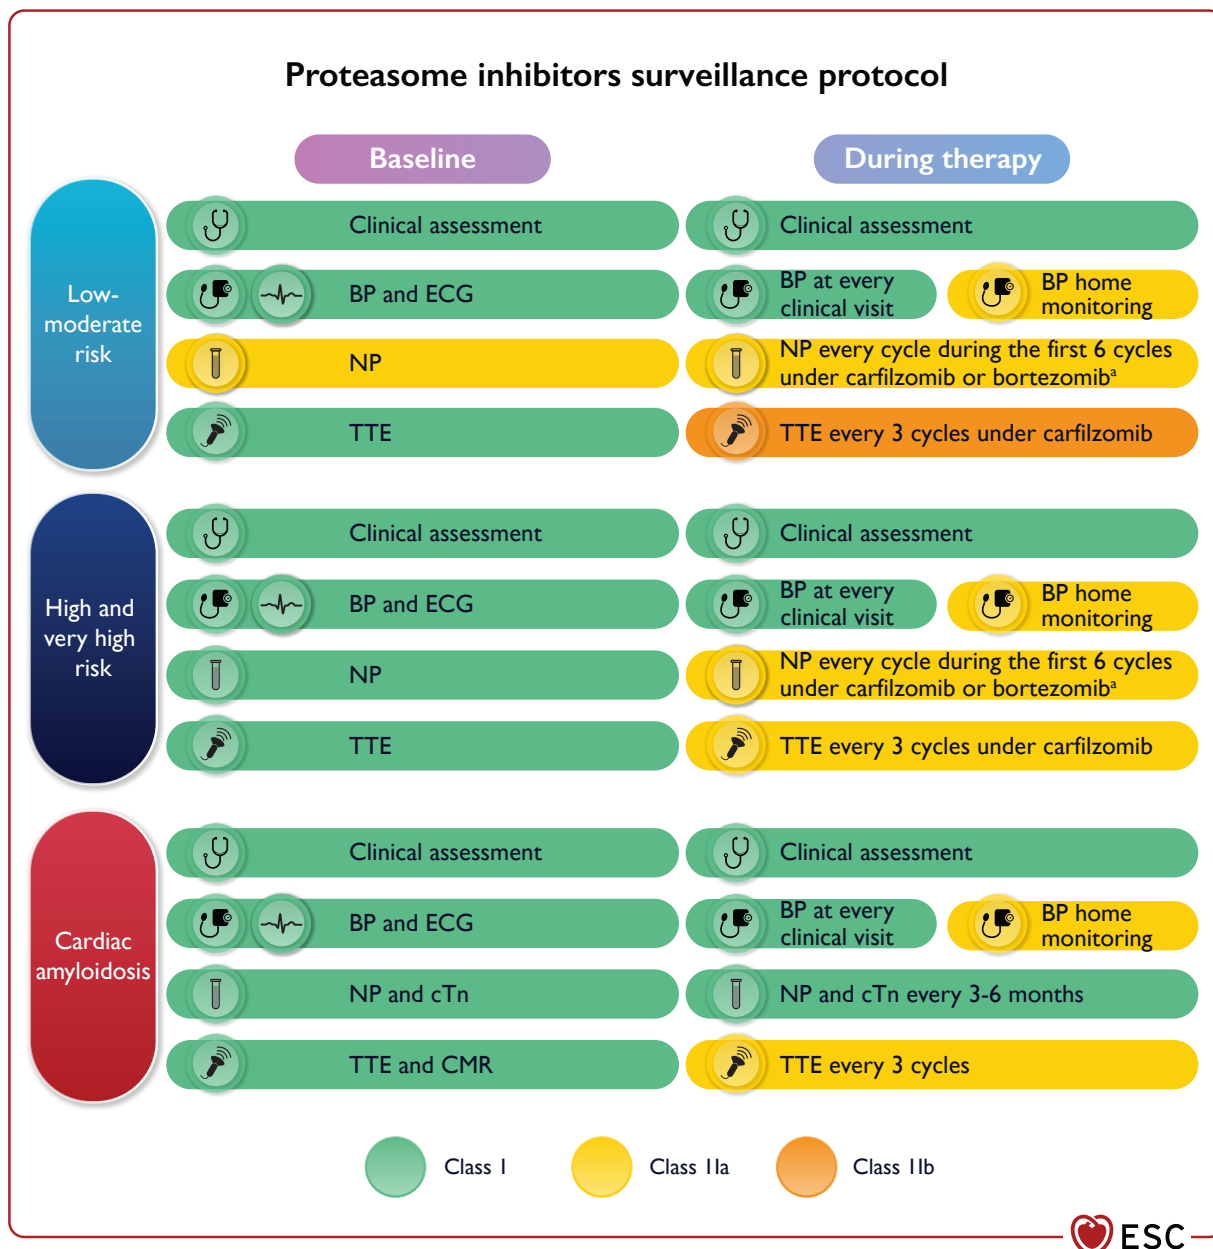 Proteasome inhibitors surveillance protocol
Baseline
During therapy
Low-
moderate
risk
Clinical assessment
Clinical assessment
BP and ECG
BP at every
clinical visit
BP home
monitoring
NP
NP every cycle during the first 6 cycles
under carfilzomib or bortezomibᵃ
TTE
TTE every 3 cycles under carfilzomib
High and
very high
risk
Clinical assessment
Clinical assessment
BP and ECG
BP at every
clinical visit
BP home
monitoring
NP
NP every cycle during the first 6 cycles
under carfilzomib or bortezomibᵃ
TTE
TTE every 3 cycles under carfilzomib
Cardiac
amyloidosis
Clinical assessment
Clinical assessment
BP and ECG
BP at every
clinical visit
BP home
monitoring
NP and cTn
NP and cTn every 3-6 months
TTE and CMR
TTE every 3 cycles
Class I
Class IIa
Class IIb
ESC